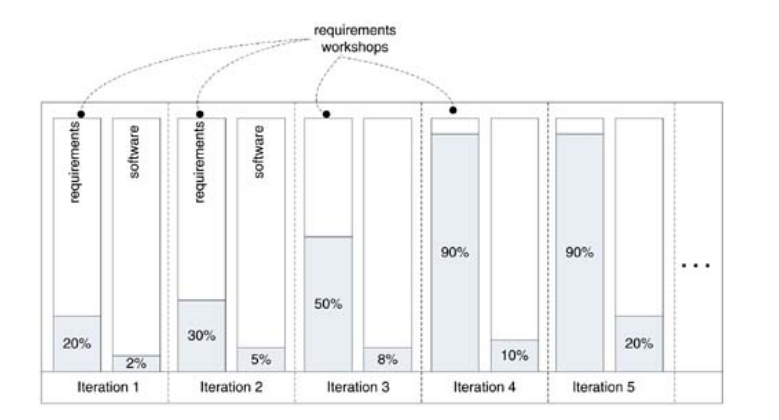 requirements
workshops
requirements
software
requirements
software
20%
2%
30%
5%
50%
8%
90%
10%
90%
20%
...
Iteration 1
Iteration 2
Iteration 3
Iteration 4
Iteration 5